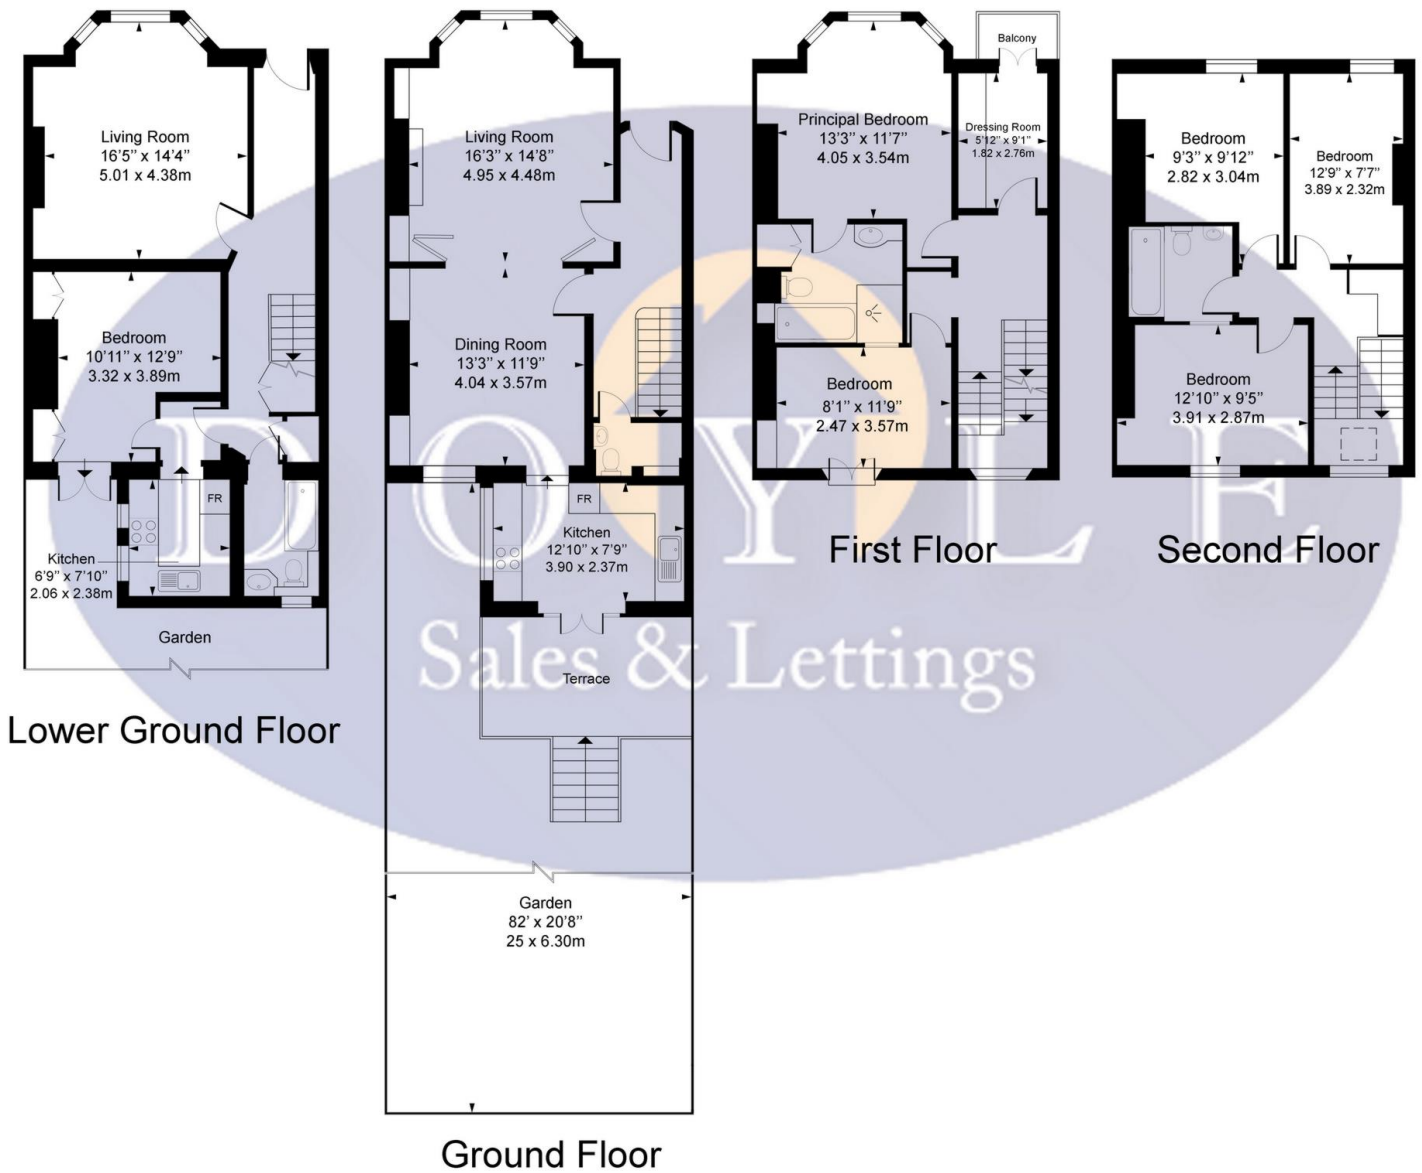 Living Room
16'5" x 14'4"
5.01 x 4.38m
Bedroom
10'11" x 12'9"
3.32 x 3.89m
FR
Kitchen
6'9" x 7'10"
2.06 x 2.38m
Garden
Lower Ground Floor
Living Room
16'3" x 14'8"
4.95 x 4.48m
Dining Room
13'3" x 11'9"
4.04 x 3.57m
FR
Kitchen
12'10" x 7'9"
3.90 x 2.37m
Terrace
Garden
82' x 20'8"
25 x 6.30m
Ground Floor
Balcony
Principal Bedroom
13'3" x 11'7"
4.05 x 3.54m
Dressing Room
5'12" x 9'1"
1.82 x 2.76m
Bedroom
8'1" x 11'9"
2.47 x 3.57m
First Floor
Bedroom
9'3" x 9'12"
2.82 x 3.04m
Bedroom
12'9" x 7'7"
3.89 x 2.32m
Bedroom
12'10" x 9'5"
3.91 x 2.87m
Second Floor
DOYLE
Sales & Lettings